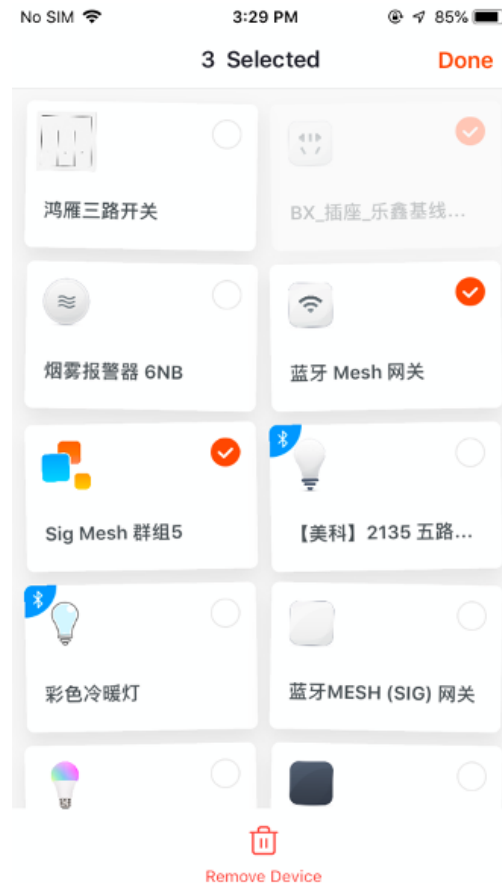 No SIM 3:29 PM 85%
3 Selected Done
鸿雁三路开关
BX_插座_乐鑫基线...
烟雾报警器 6NB
蓝牙 Mesh 网关
Sig Mesh 群组5
【美科】2135 五路...
彩色冷暖灯
蓝牙MESH (SIG) 网关
Remove Device